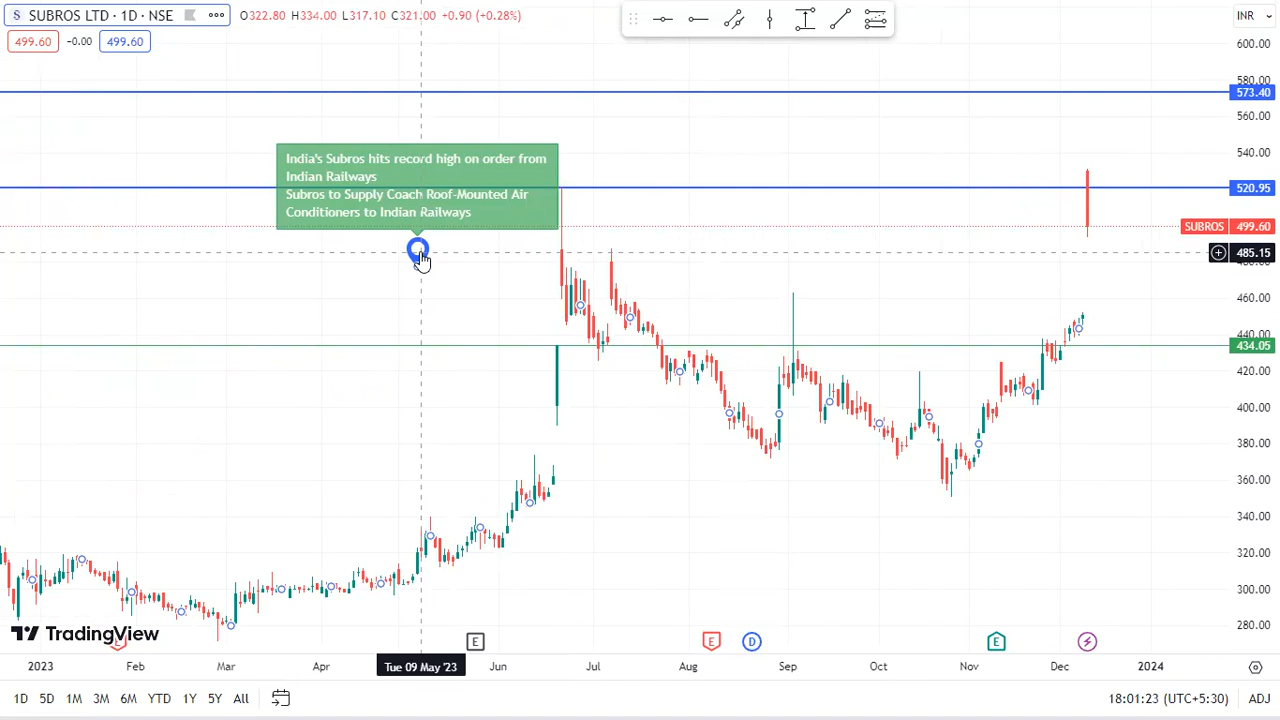 SUBROS LTD · 1D · NSE
O322.80 H334.00 L317.10 C321.00 +0.90 (+0.28%)
INR
499.60 -0.00 499.60
600.00
580.00
573.40
560.00
India's Subros hits record high on order from
Indian Railways
Subros to Supply Coach Roof-Mounted Air
Conditioners to Indian Railways
540.00
520.95
SUBROS 499.60
485.15
460.00
440.00
434.05
420.00
400.00
380.00
360.00
340.00
320.00
300.00
280.00
TradingView
E E E D E
2023 Feb Mar Apr Tue 09 May '23 Jun Jul Aug Sep Oct Nov Dec 2024
1D 5D 1M 3M 6M YTD 1Y 5Y All
18:01:23 (UTC+5:30) ADJ